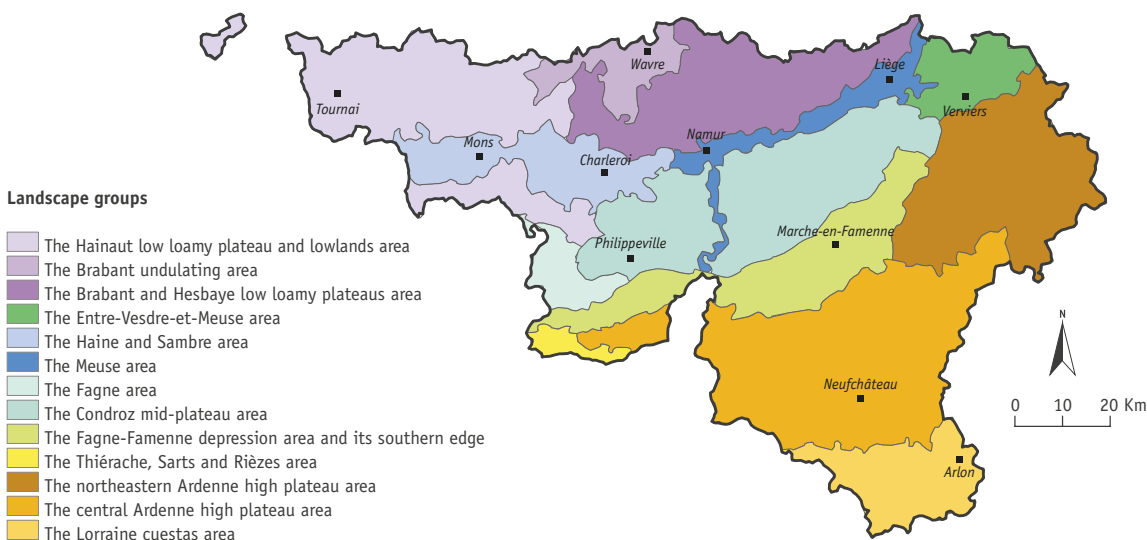 Wavre
Liège
Tournai
Verviers
Mons
Namur
Charleroi
Landscape groups
Marche-en-Famenne
Philippeville
The Hainaut low loamy plateau and lowlands area
The Brabant undulating area
The Brabant and Hesbaye low loamy plateaus area
The Entre-Vesdre-et-Meuse area
The Haine and Sambre area
The Meuse area
The Fagne area
The Condroz mid-plateau area
The Fagne-Famenne depression area and its southern edge
The Thiérache, Sarts and Rièzes area
The northeastern Ardenne high plateau area
The central Ardenne high plateau area
The Lorraine cuestas area
N
Neufchâteau
0 10 20 Km
Arlon